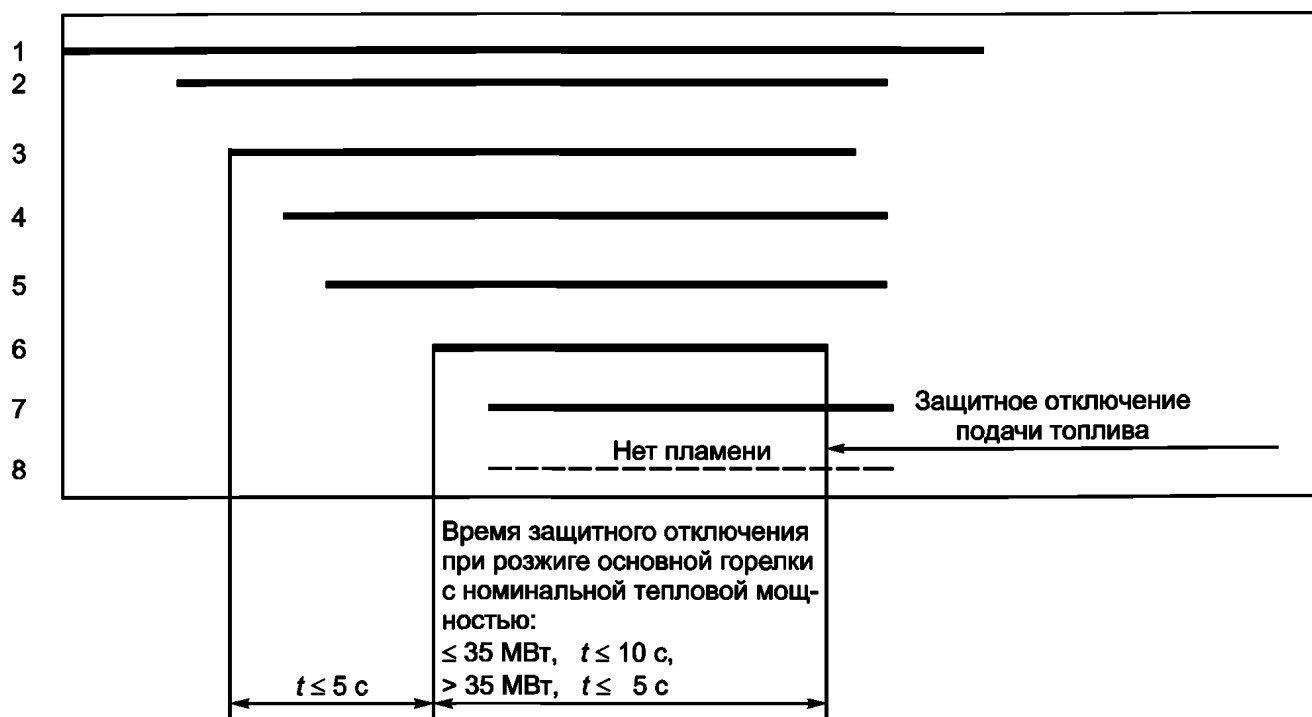 1
2
3
4
5
6
7
8
Нет пламени
Защитное отключение
подачи топлива
Время защитного отключения
при розжиге основной горелки
с номинальной тепловой мощ-
ностью:
≤ 35 МВт, t ≤ 10 с,
> 35 МВт, t ≤ 5 с
t ≤ 5 с